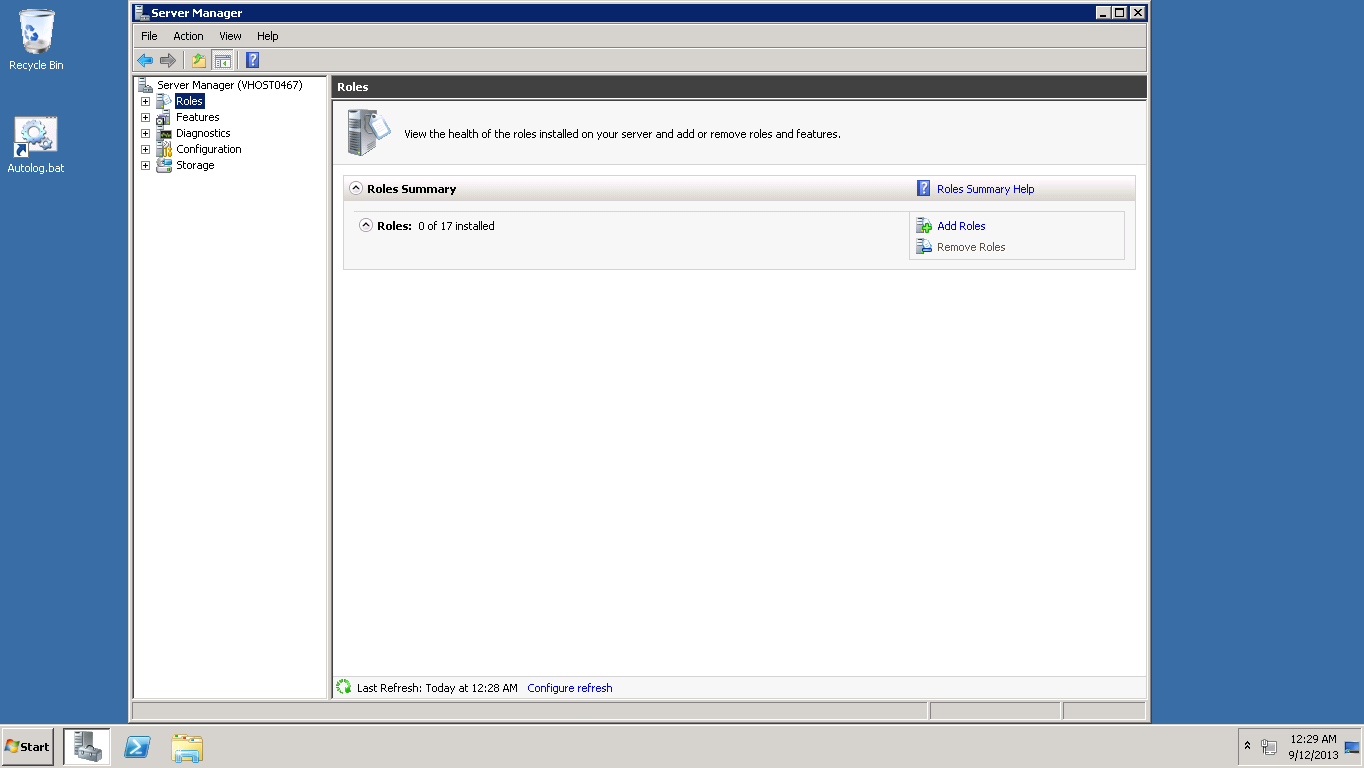 Recycle Bin
Autolog.bat
Server Manager
File Action View Help
Server Manager (VHOST0467)
Roles
Features
Diagnostics
Configuration
Storage
Roles
View the health of the roles installed on your server and add or remove roles and features.
Roles Summary
Roles Summary Help
Roles: 0 of 17 installed
Add Roles
Remove Roles
Last Refresh: Today at 12:28 AM Configure refresh
Start
12:29 AM
9/12/2013